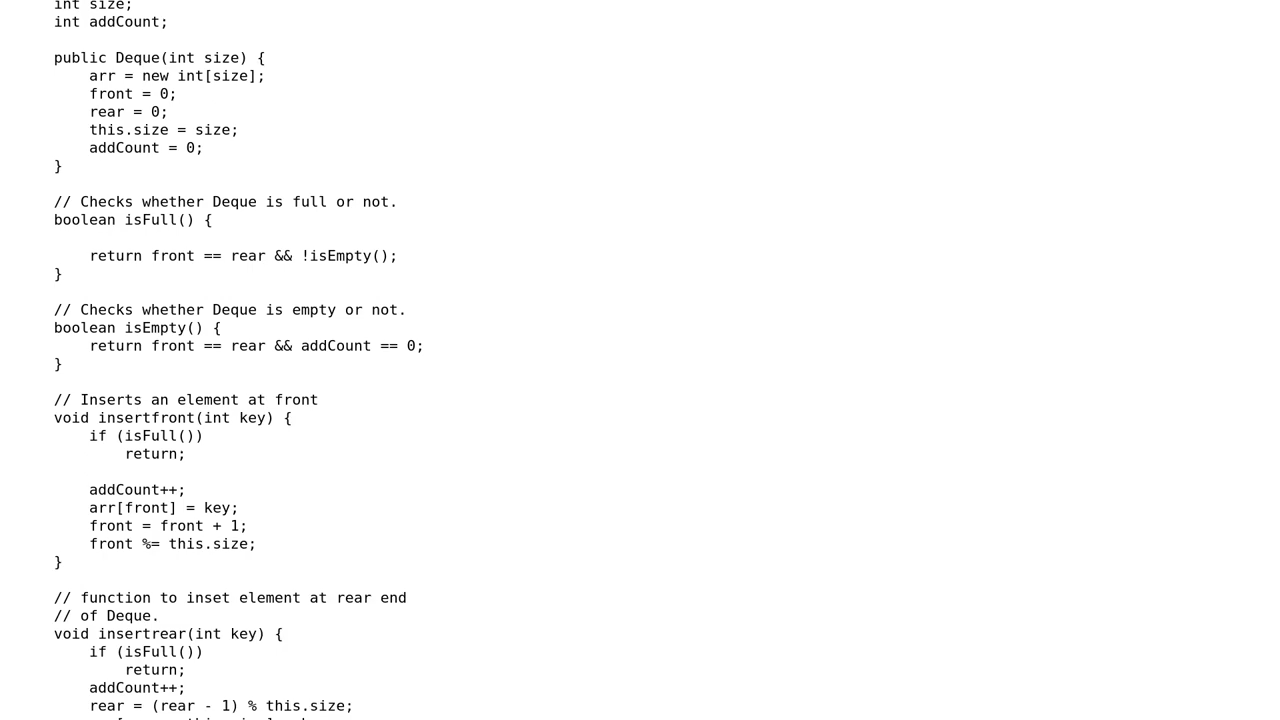 int size;
int addCount;

public Deque(int size) {
    arr = new int[size];
    front = 0;
    rear = 0;
    this.size = size;
    addCount = 0;
}

// Checks whether Deque is full or not.
boolean isFull() {

    return front == rear && !isEmpty();
}

// Checks whether Deque is empty or not.
boolean isEmpty() {
    return front == rear && addCount == 0;
}

// Inserts an element at front
void insertfront(int key) {
    if (isFull())
        return;

    addCount++;
    arr[front] = key;
    front = front + 1;
    front %= this.size;
}

// function to inset element at rear end
// of Deque.
void insertrear(int key) {
    if (isFull())
        return;
    addCount++;
    rear = (rear - 1) % this.size;